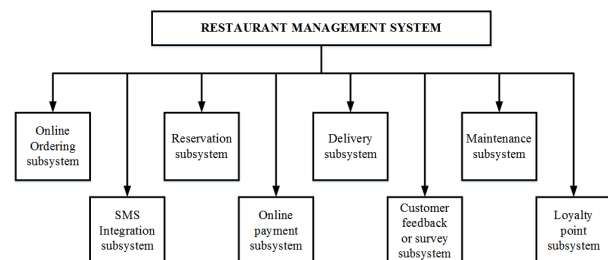 RESTAURANT MANAGEMENT SYSTEM
Online
Ordering
subsystem
Reservation
subsystem
Delivery
subsystem
Maintenance
subsystem
SMS
Integration
subsystem
Online
payment
subsystem
Customer
feedback
or survey
subsystem
Loyalty
point
subsystem